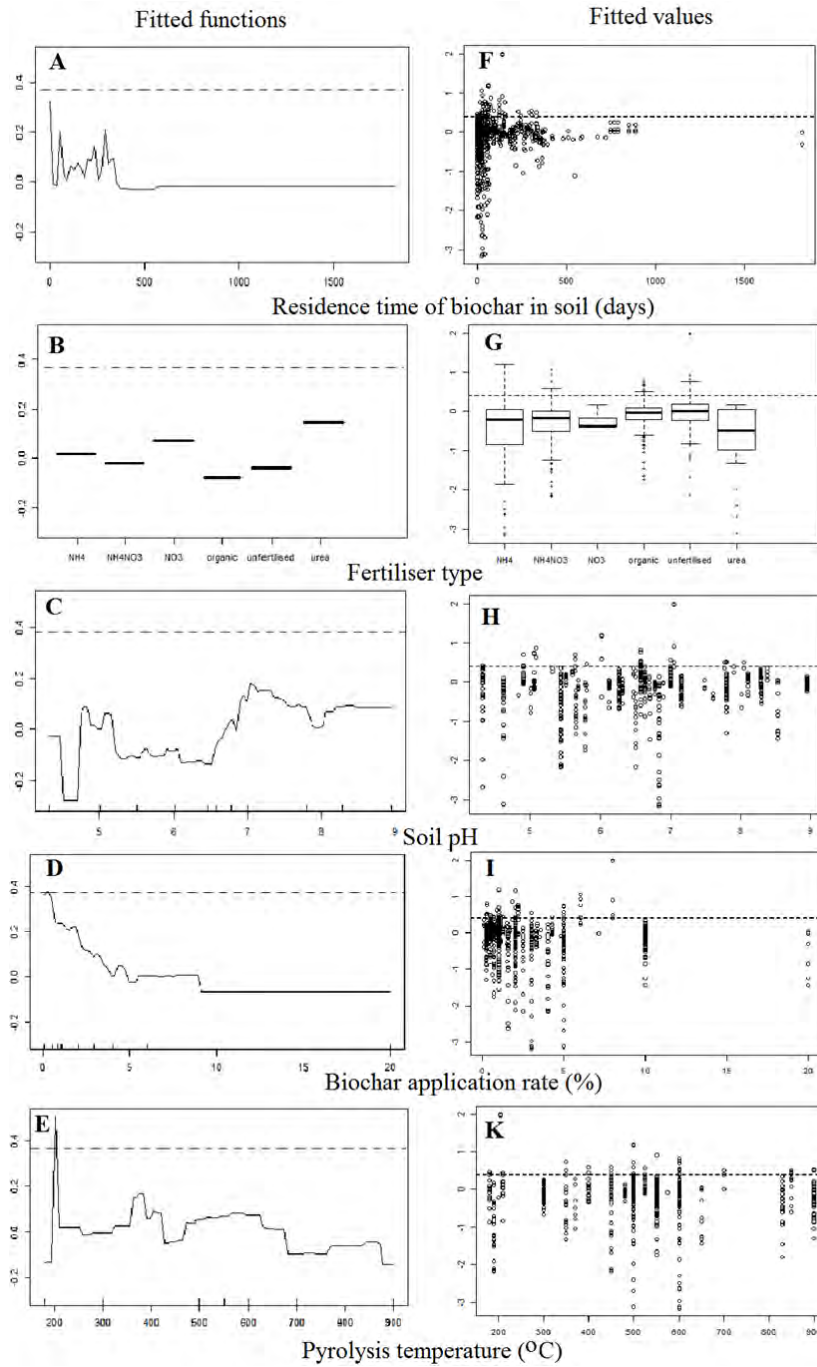 Fitted functions Fitted values
A
0.4
0.2
0.0
-0.2
0 500 1000 1500
F
2
1
0
-1
-2
-3
0 500 1000 1500
Residence time of biochar in soil (days)
B
0.4
0.2
0.0
-0.2
NH4 NH4NO3 NO3 organic unfertilised urea
G
2
1
0
-1
-2
-3
NH4 NH4NO3 NO3 organic unfertilised urea
Fertiliser type
C
0.4
0.2
0.0
-0.2
5 6 7 8 9
H
2
1
0
-1
-2
-3
5 6 7 8 9
Soil pH
D
0.4
0.2
0.0
-0.2
0 5 10 15 20
I
2
1
0
-1
-2
-3
0 5 10 15 20
Biochar application rate (%)
E
0.4
0.2
-0.2
200 300 400 500 600 700 800 900
K
2
1
0
-1
-2
-3
200 300 400 500 600 700 800 900
Pyrolysis temperature (°C)